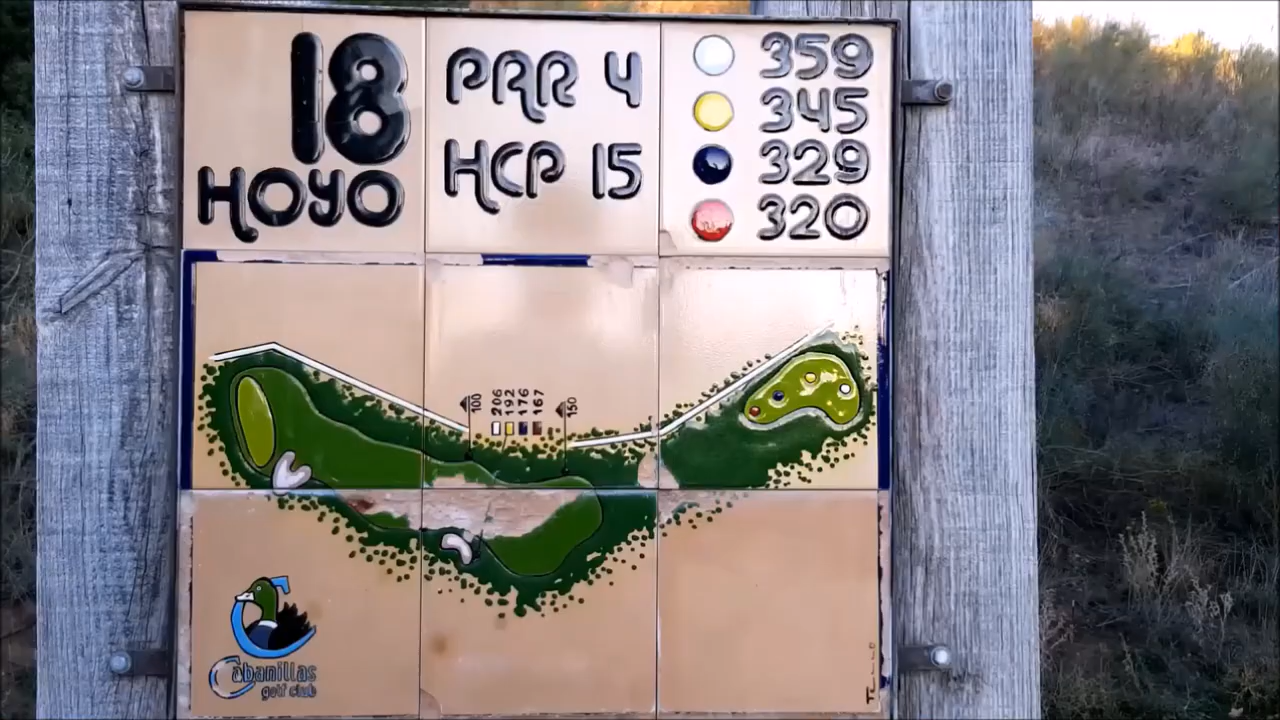 18
HOYO
PAR 4
HCP 15
359
345
329
320
100
206
192
176
167
150
Cabanillas
golf club